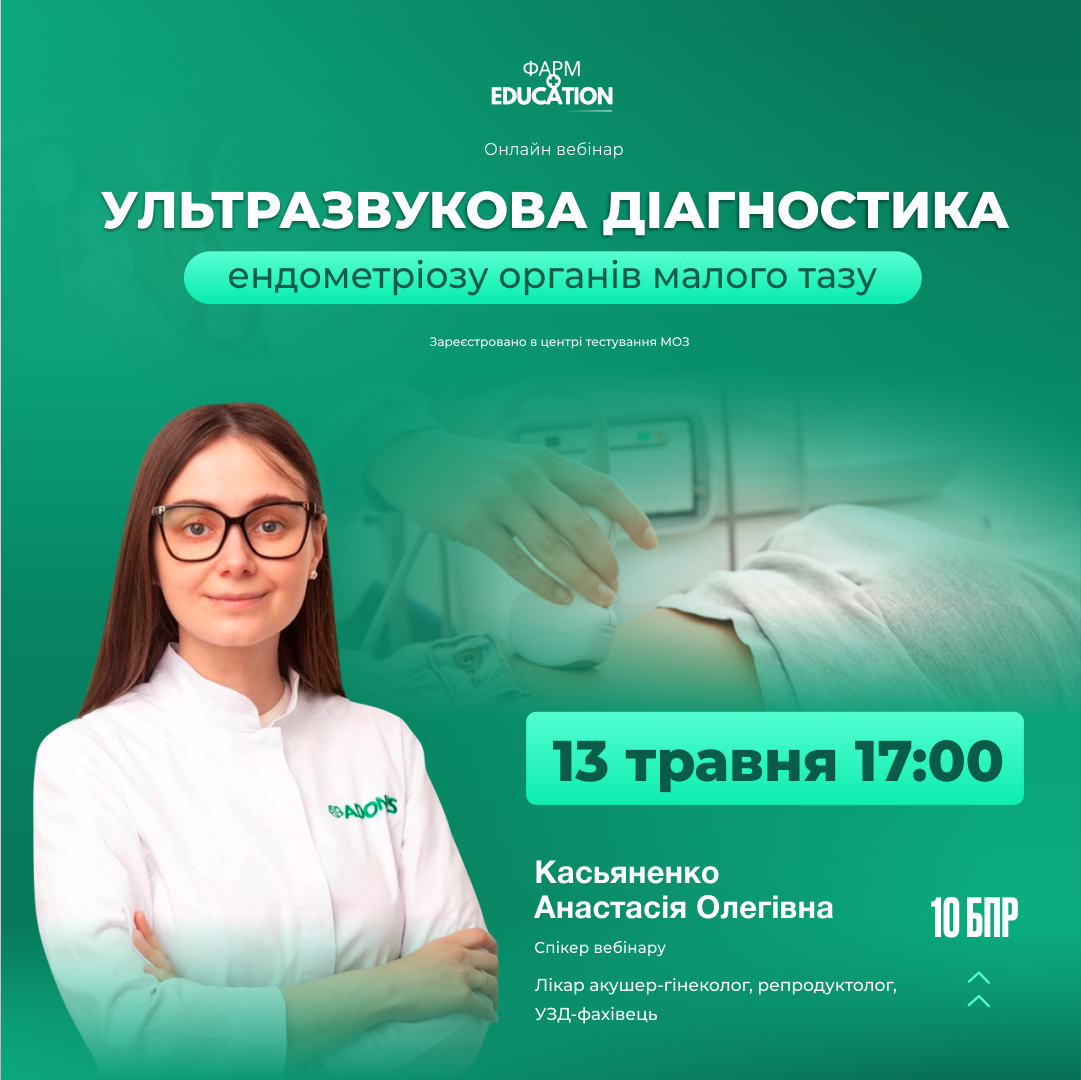 ФАРМ
EDUCATION
Онлайн вебінар
УЛЬТРАЗВУКОВА ДІАГНОСТИКА
ендометріозу органів малого тазу
Зареєстровано в центрі тестування МОЗ
ADONIS
13 травня 17:00
Касьяненко
Анастасія Олегівна
10 БПР
Спікер вебінару
Лікар акушер-гінеколог, репродуктолог,
УЗД-фахівець